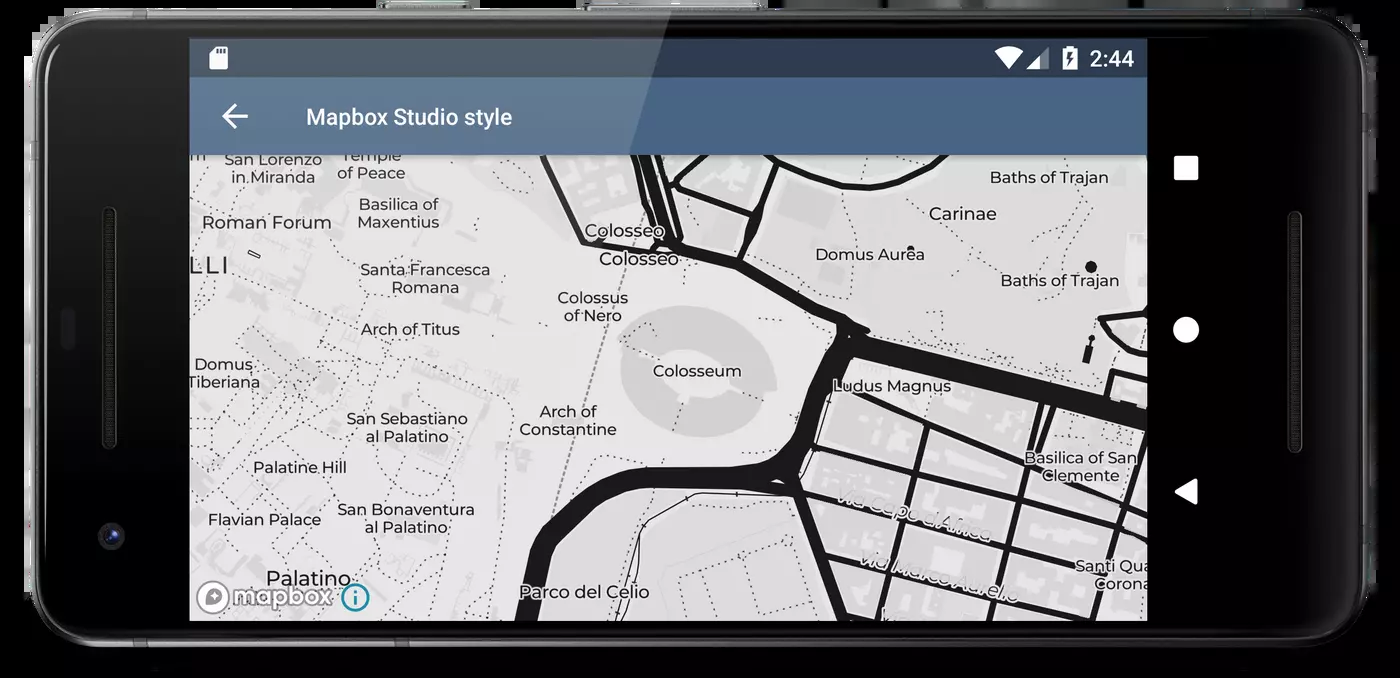 2:44
Mapbox Studio style
San Lorenzo
in Miranda
Temple
of Peace
Baths of Trajan
Basilica of
Maxentius
Carinae
Roman Forum
Colosseo
Domus Aurea
Colosseo
LLI
Santa Francesca
Romana
Baths of Trajan
Colossus
of Nero
Arch of Titus
Domus
Tiberiana
Colosseum
Ludus Magnus
San Sebastiano
al Palatino
Arch of
Constantine
Palatine Hill
Basilica of San
Clemente
Flavian Palace
San Bonaventura
al Palatino
Via Capo d'Africa
Via Marco Aurelio
Santi Qua
Corona
Palatino
Parco del Celio
mapbox